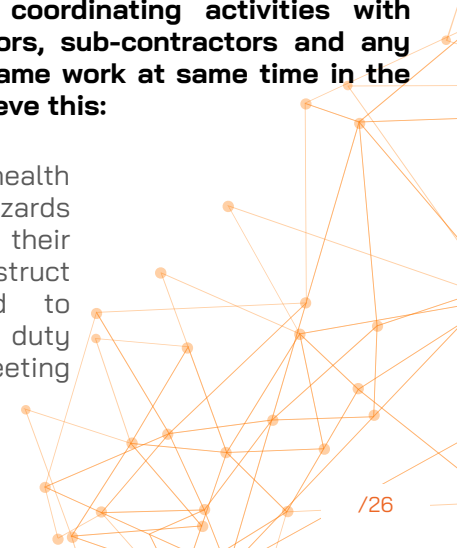 coordinating activities with
ors, sub-contractors and any
ame work at same time in the
eve this:
health
zards
their
struct
d to
duty
eeting
/26